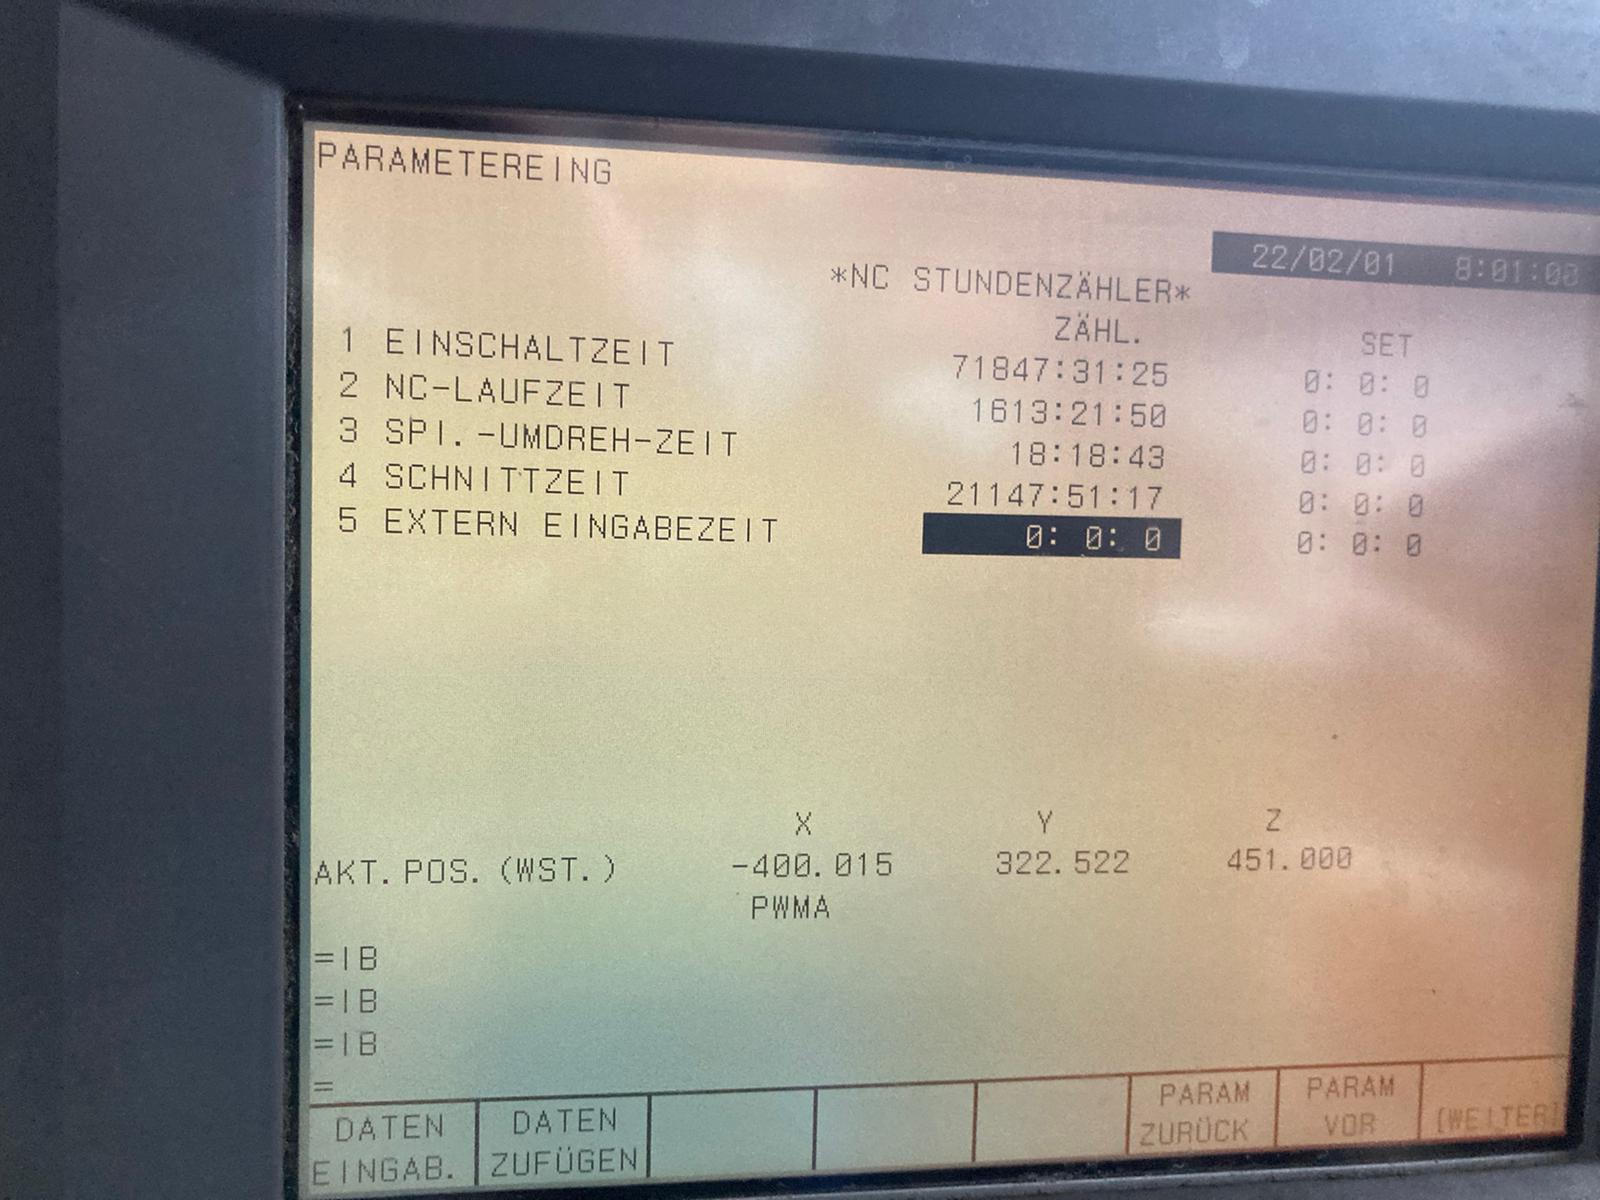 PARAMETEREING
22/02/01 8:01:00
*NC STUNDENZÄHLER*
ZÄHL. SET
1 EINSCHALTZEIT 71847:31:25 0: 0: 0
2 NC-LAUFZEIT 1613:21:50 0: 0: 0
3 SPI.-UMDREH-ZEIT 18:18:43 0: 0: 0
4 SCHNITTZEIT 21147:51:17 0: 0: 0
5 EXTERN EINGABEZEIT 0: 0: 0 0: 0: 0
X Y Z
AKT.POS.(WST.) -400.015 322.522 451.000
PWMA
=IB
=IB
=IB
=
DATEN DATEN PARAM PARAM
EINGAB. ZUFÜGEN ZURÜCK VOR [WEITER]